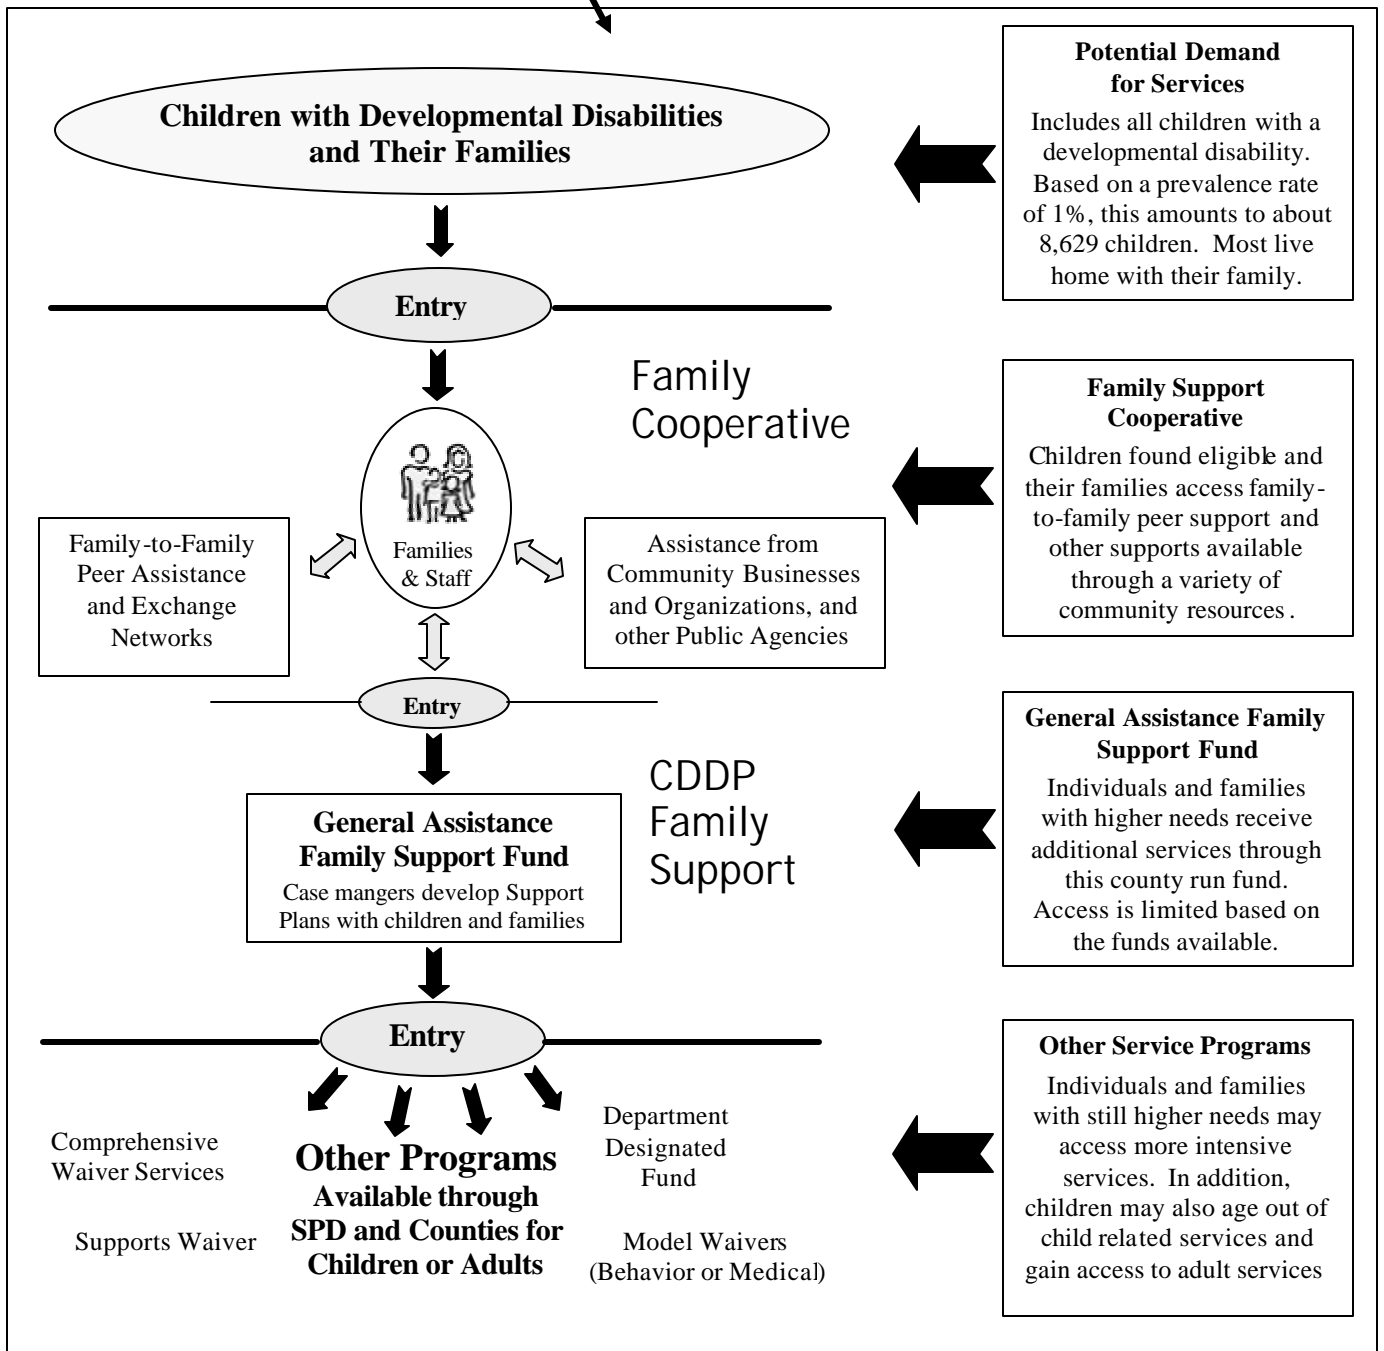 Children with Developmental Disabilities
and Their Families
Potential Demand
for Services
Includes all children with a
developmental disability.
Based on a prevalence rate
of 1%, this amounts to about
8,629 children. Most live
home with their family.
Entry
Family
Cooperative
Families
& Staff
Family-to-Family
Peer Assistance
and Exchange
Networks
Assistance from
Community Businesses
and Organizations, and
other Public Agencies
Family Support
Cooperative
Children found eligible and
their families access family-
to-family peer support and
other supports available
through a variety of
community resources.
Entry
CDDP
Family
Support
General Assistance
Family Support Fund
Case mangers develop Support
Plans with children and families
General Assistance Family
Support Fund
Individuals and families
with higher needs receive
additional services through
this county run fund.
Access is limited based on
the funds available.
Entry
Comprehensive
Waiver Services
Supports Waiver
Other Programs
Available through
SPD and Counties for
Children or Adults
Department
Designated
Fund
Model Waivers
(Behavior or Medical)
Other Service Programs
Individuals and families
with still higher needs may
access more intensive
services. In addition,
children may also age out of
child related services and
gain access to adult services